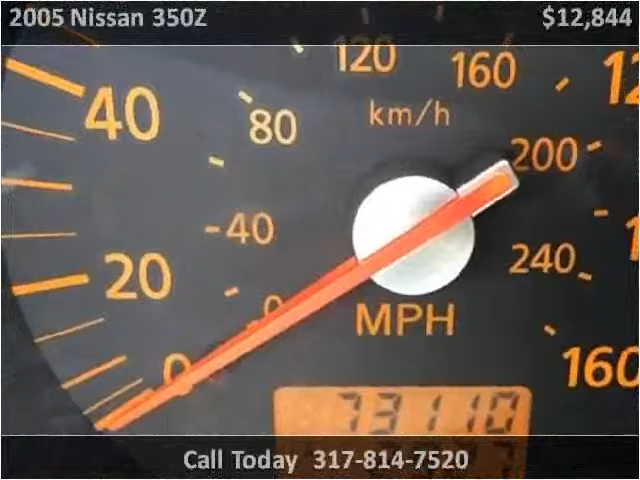 2005 Nissan 350Z $12,844
120 160
40 80 km/h
200
40
20 240
0 MPH
0 160
73110
Call Today 317-814-7520